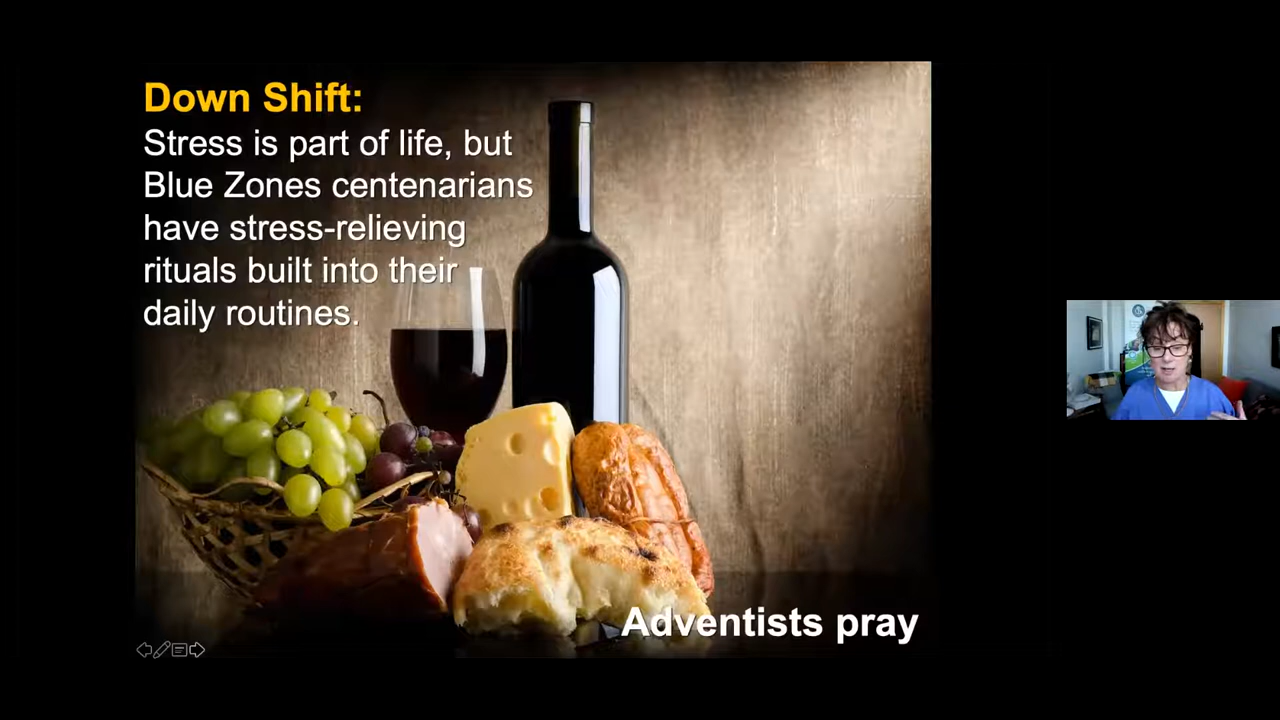 Down Shift:
Stress is part of life, but
Blue Zones centenarians
have stress-relieving
rituals built into their
daily routines.
Adventists pray